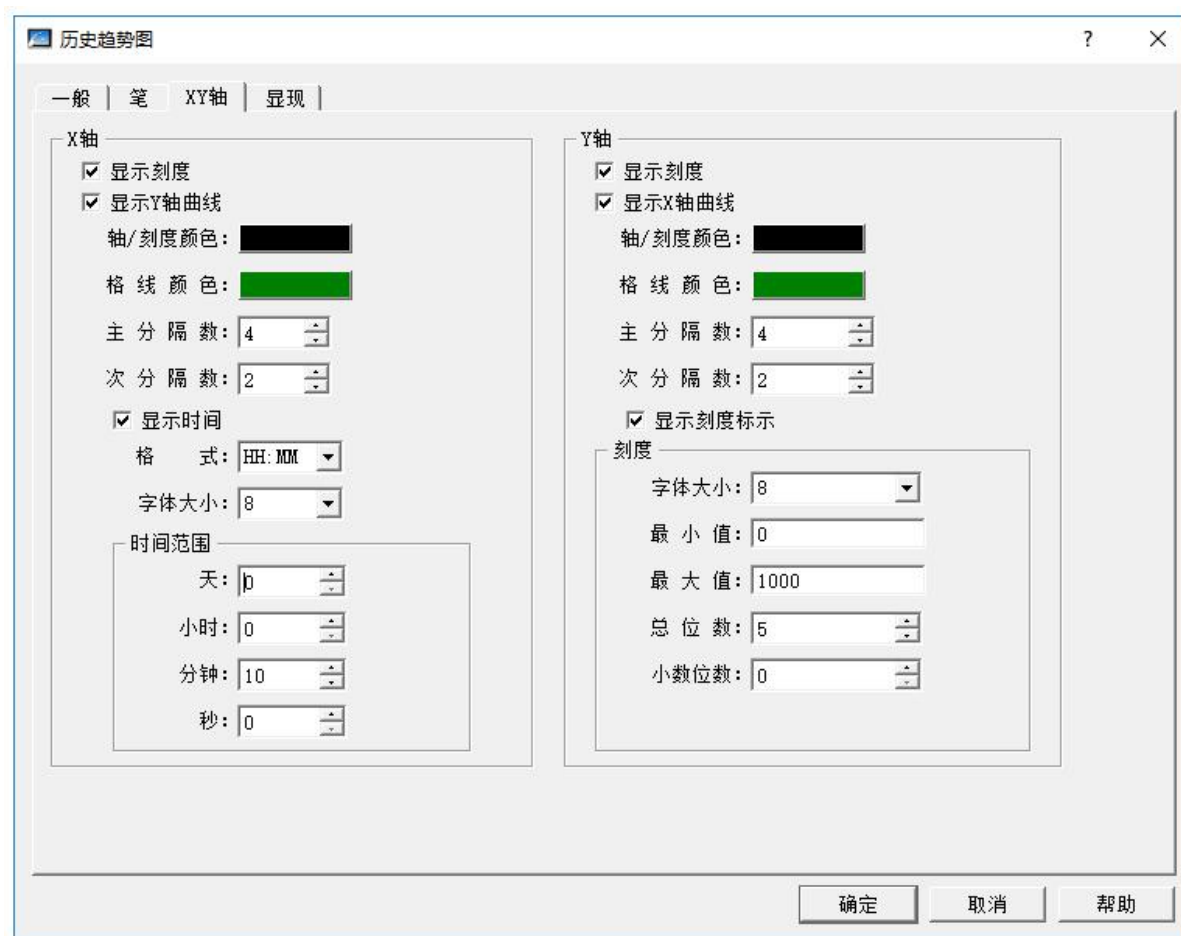 历史趋势图
一般 笔 XY轴 显现
X轴
显示刻度
显示Y轴曲线
轴/刻度颜色:
格线颜色:
主分隔数: 4
次分隔数: 2
显示时间
格式: HH:MM
字体大小: 8
时间范围
天: 0
小时: 0
分钟: 10
秒: 0
Y轴
显示刻度
显示X轴曲线
轴/刻度颜色:
格线颜色:
主分隔数: 4
次分隔数: 2
显示刻度标示
刻度
字体大小: 8
最小值: 0
最大值: 1000
总位数: 5
小数位数: 0
确定 取消 帮助